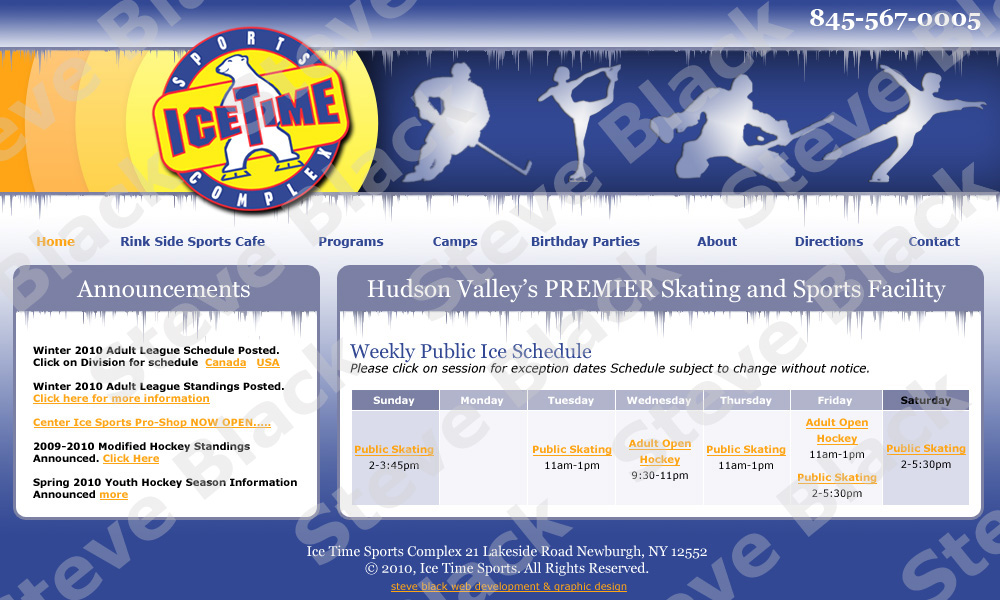 845-567-0005
SPORTS
ICETIME
COMPLEX
Home Rink Side Sports Cafe Programs Camps Birthday Parties About Directions Contact
Announcements
Winter 2010 Adult League Schedule Posted.
Click on Division for schedule Canada USA
Winter 2010 Adult League Standings Posted.
Click here for more information
Center Ice Sports Pro-Shop NOW OPEN.....
2009-2010 Modified Hockey Standings
Announced. Click Here
Spring 2010 Youth Hockey Season Information
Announced more
Hudson Valley’s PREMIER Skating and Sports Facility
Weekly Public Ice Schedule
Please click on session for exception dates Schedule subject to change without notice.
Sunday Monday Tuesday Wednesday Thursday Friday Saturday
Public Skating
2-3:45pm
Public Skating
11am-1pm
Adult Open
Hockey
9:30-11pm
Public Skating
11am-1pm
Adult Open
Hockey
11am-1pm
Public Skating
2-5:30pm
Public Skating
2-5:30pm
Ice Time Sports Complex 21 Lakeside Road Newburgh, NY 12552
© 2010, Ice Time Sports. All Rights Reserved.
steve black web development & graphic design
Steve Black